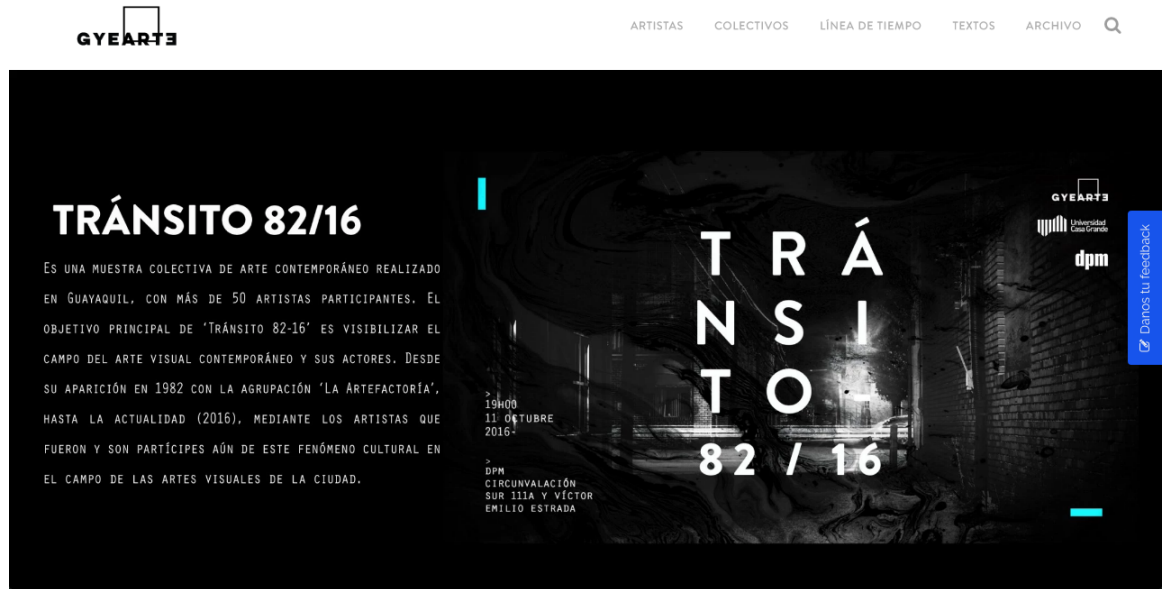 GYEARTE
ARTISTAS COLECTIVOS LÍNEA DE TIEMPO TEXTOS ARCHIVO
TRÁNSITO 82/16
Es una muestra colectiva de arte contemporáneo realizado
en Guayaquil, con más de 50 artistas participantes. El
objetivo principal de ‘Tránsito 82-16’ es visibilizar el
campo del arte visual contemporáneo y sus actores. Desde
su aparición en 1982 con la agrupación ‘La Artefactoría’,
hasta la actualidad (2016), mediante los artistas que
fueron y son partícipes aún de este fenómeno cultural en
el campo de las artes visuales de la ciudad.
TRÁ
NSI
TO-
82 / 16
>
19H00
11 OCTUBRE
2016-
>
DPM
CIRCUNVALACIÓN
SUR 111A Y VÍCTOR
EMILIO ESTRADA
GYEARTE
Universidad
Casa Grande
dpm
Danos tu feedback